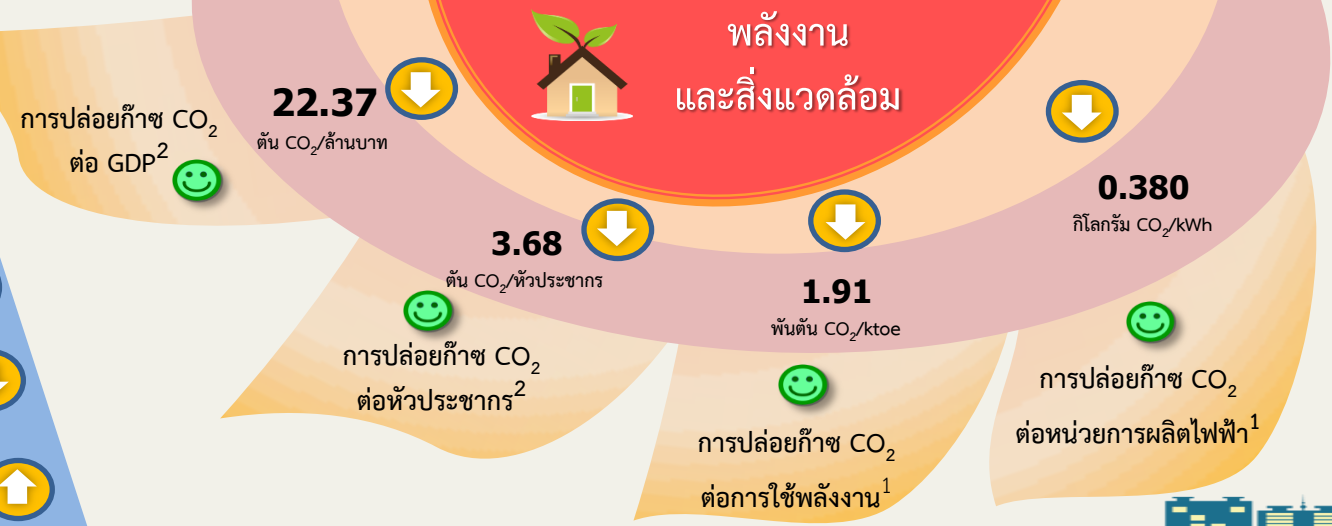 พลังงาน
และสิ่งแวดล้อม
การปล่อยก๊าซ CO₂
ต่อ GDP²
22.37
ตัน CO₂/ล้านบาท
3.68
ตัน CO₂/หัวประชากร
การปล่อยก๊าซ CO₂
ต่อหัวประชากร²
1.91
พันตัน CO₂/ktoe
การปล่อยก๊าซ CO₂
ต่อการใช้พลังงาน¹
0.380
กิโลกรัม CO₂/kWh
การปล่อยก๊าซ CO₂
ต่อหน่วยการผลิตไฟฟ้า¹